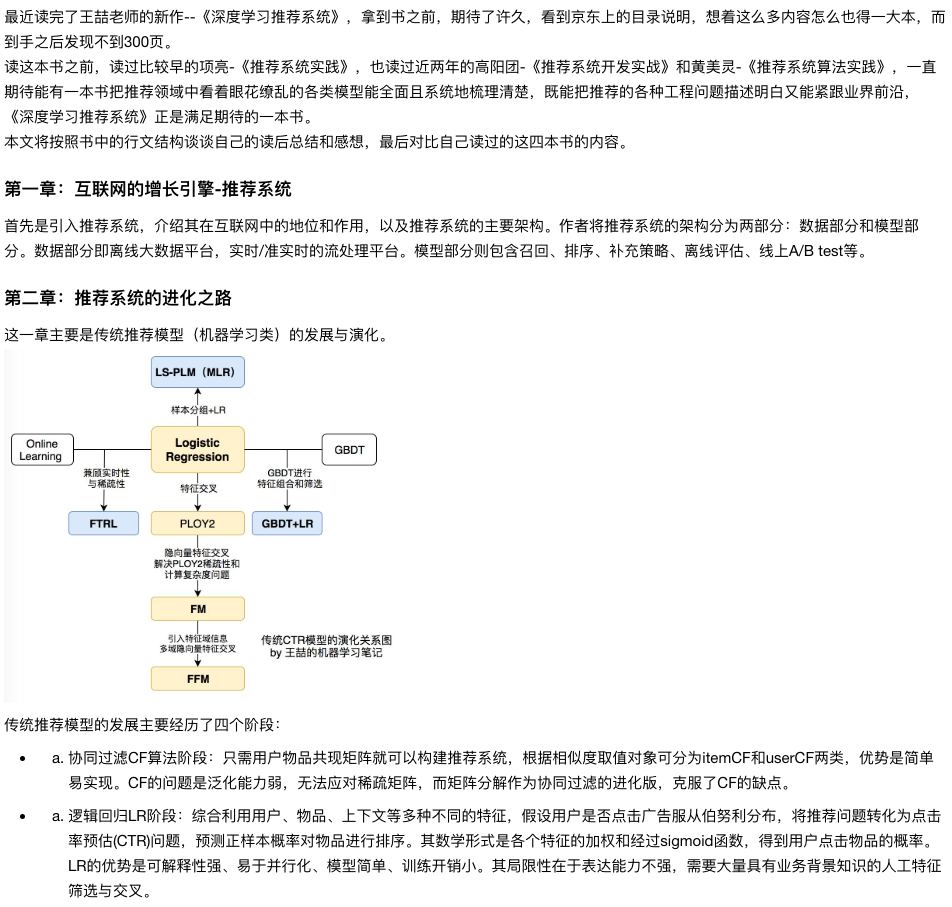 最近读完了王喆老师的新作--《深度学习推荐系统》，拿到书之前，期待了许久，看到京东上的目录说明，想着这么多内容怎么也得一大本，而
到手之后发现不到300页。
读这本书之前，读过比较早的项亮-《推荐系统实践》，也读过近两年的高阳团-《推荐系统开发实战》和黄美灵-《推荐系统算法实践》，一直
期待能有一本书把推荐领域中看着眼花缭乱的各类模型能全面且系统地梳理清楚，既能把推荐的各种工程问题描述明白又能紧跟业界前沿，
《深度学习推荐系统》正是满足期待的一本书。
本文将按照书中的行文结构谈谈自己的读后总结和感想，最后对比自己读过的这四本书的内容。
第一章：互联网的增长引擎-推荐系统
首先是引入推荐系统，介绍其在互联网中的地位和作用，以及推荐系统的主要架构。作者将推荐系统的架构分为两部分：数据部分和模型部
分。数据部分即离线大数据平台，实时/准实时的流处理平台。模型部分则包含召回、排序、补充策略、离线评估、线上A/B test等。
第二章：推荐系统的进化之路
这一章主要是传统推荐模型（机器学习类）的发展与演化。
LS-PLM（MLR）
样本分组+LR
Online
Learning
Logistic
Regression
GBDT
兼顾实时性
与稀疏性
特征交叉
GBDT进行
特征组合和筛选
FTRL
PLOY2
GBDT+LR
隐向量特征交叉
解决PLOY2稀疏性和
计算复杂度问题
FM
引入特征域信息
多域隐向量特征交叉
传统CTR模型的演化关系图
by 王喆的机器学习笔记
FFM
传统推荐模型的发展主要经历了四个阶段：
a. 协同过滤CF算法阶段：只需用户物品共现矩阵就可以构建推荐系统，根据相似度取值对象可分为itemCF和userCF两类，优势是简单
易实现。CF的问题是泛化能力弱，无法应对稀疏矩阵，而矩阵分解作为协同过滤的进化版，克服了CF的缺点。
a. 逻辑回归LR阶段：综合利用用户、物品、上下文等多种不同的特征，假设用户是否点击广告服从伯努利分布，将推荐问题转化为点击
率预估(CTR)问题，预测正样本概率对物品进行排序。其数学形式是各个特征的加权和经过sigmoid函数，得到用户点击物品的概率。
LR的优势是可解释性强、易于并行化、模型简单、训练开销小。其局限性在于表达能力不强，需要大量具有业务背景知识的人工特征
筛选与交叉。